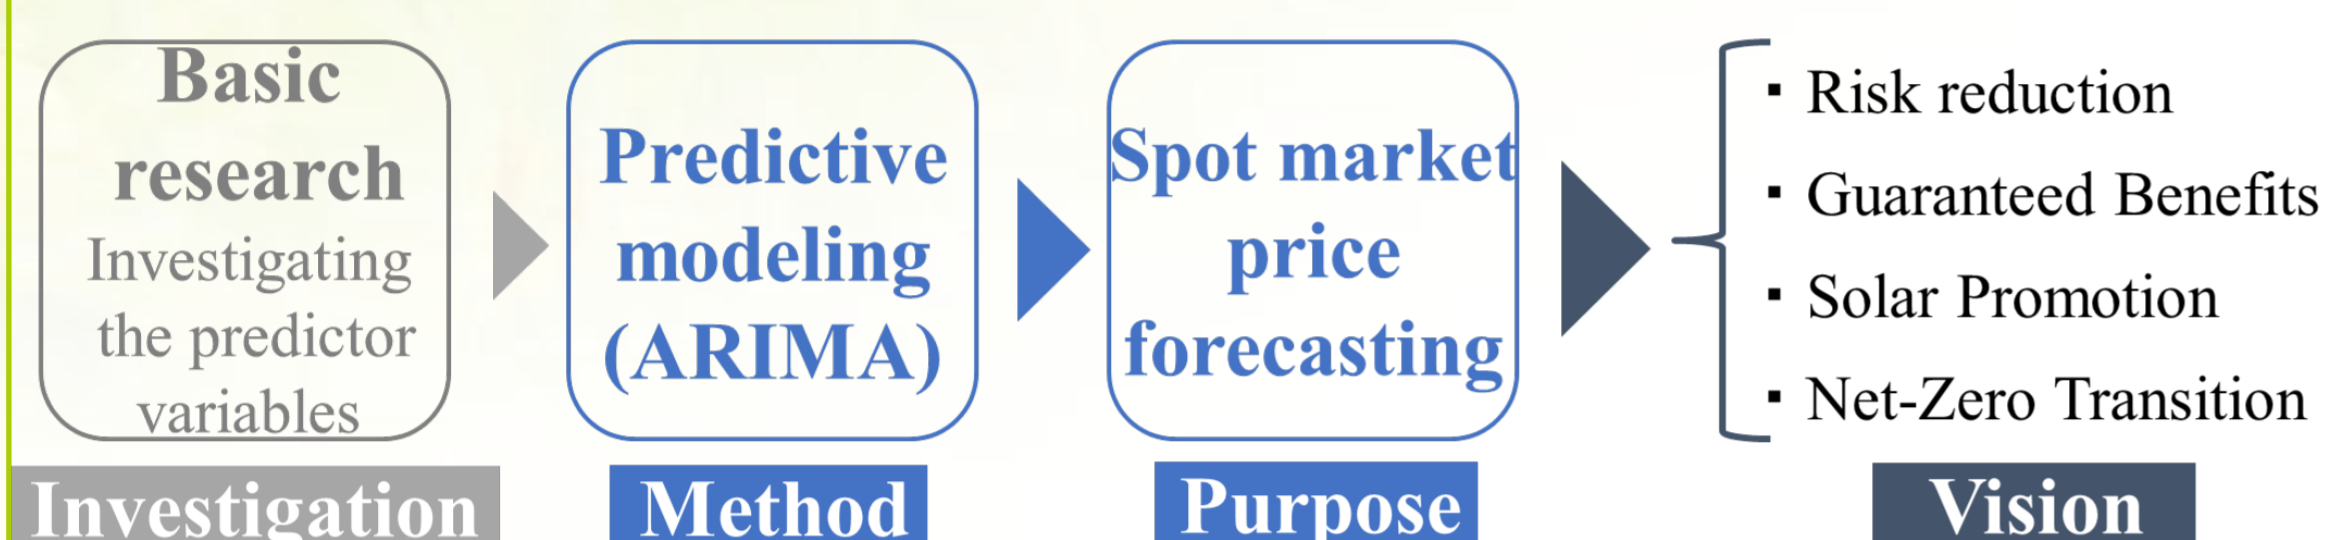 Basic
research
Investigating
the predictor
variables
Investigation
Predictive
modeling
(ARIMA)
Method
Spot market
price
forecasting
Purpose
▪ Risk reduction
▪ Guaranteed Benefits
▪ Solar Promotion
▪ Net-Zero Transition
Vision